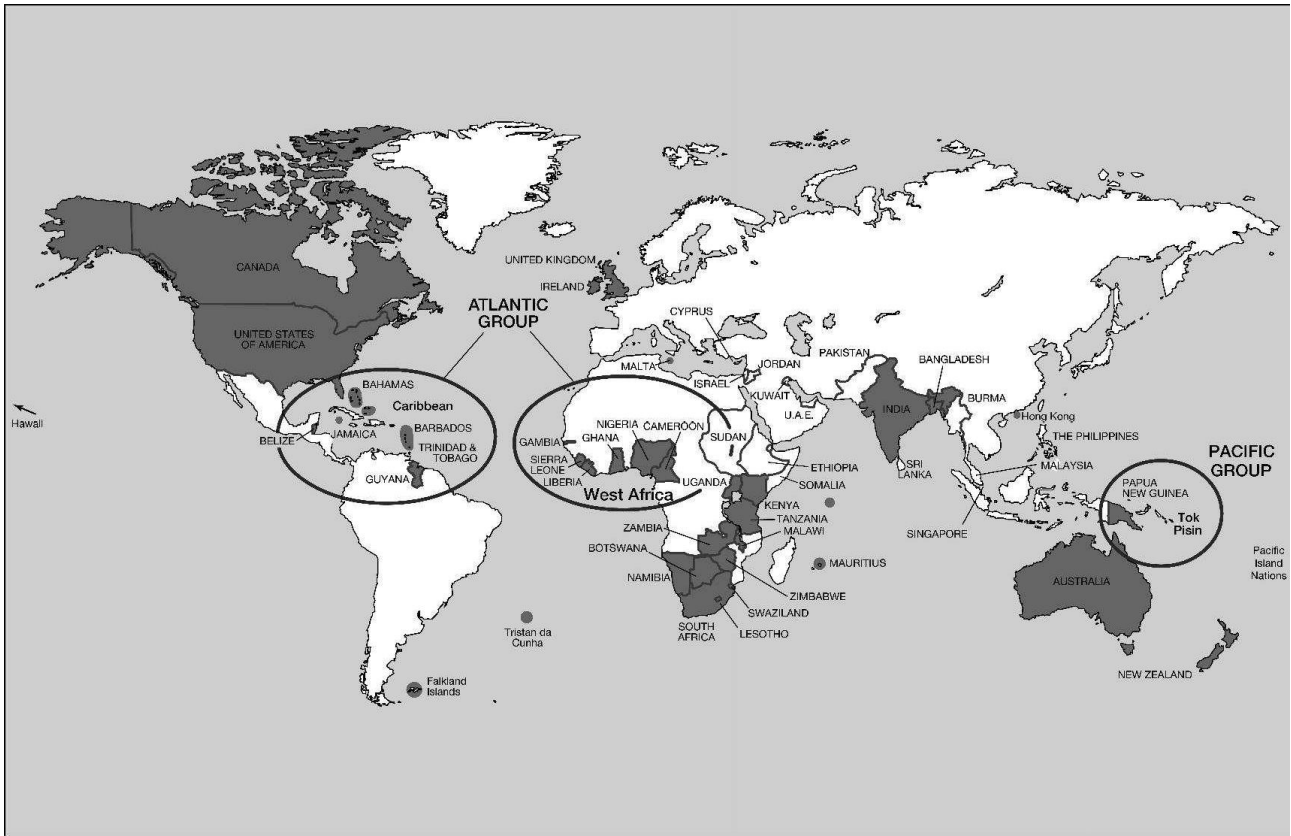 CANADA
UNITED STATES
OF AMERICA
Hawaii
ATLANTIC
GROUP
BAHAMAS
Caribbean
BELIZE
JAMAICA
BARBADOS
TRINIDAD &
TOBAGO
GUYANA
UNITED KINGDOM
IRELAND
MALTA
CYPRUS
ISRAEL
JORDAN
KUWAIT
U.A.E.
PAKISTAN
BANGLADESH
INDIA
BURMA
Hong Kong
THE PHILIPPINES
SRI
LANKA
MALAYSIA
SINGAPORE
GAMBIA
SIERRA
LEONE
LIBERIA
GHANA
NIGERIA
CAMEROON
West Africa
SUDAN
ETHIOPIA
SOMALIA
UGANDA
KENYA
TANZANIA
MALAWI
ZAMBIA
BOTSWANA
NAMIBIA
ZIMBABWE
SWAZILAND
LESOTHO
SOUTH
AFRICA
MAURITIUS
Tristan da
Cunha
Falkland
Islands
PACIFIC
GROUP
PAPUA
NEW GUINEA
Tok
Pisin
Pacific
Island
Nations
AUSTRALIA
NEW ZEALAND